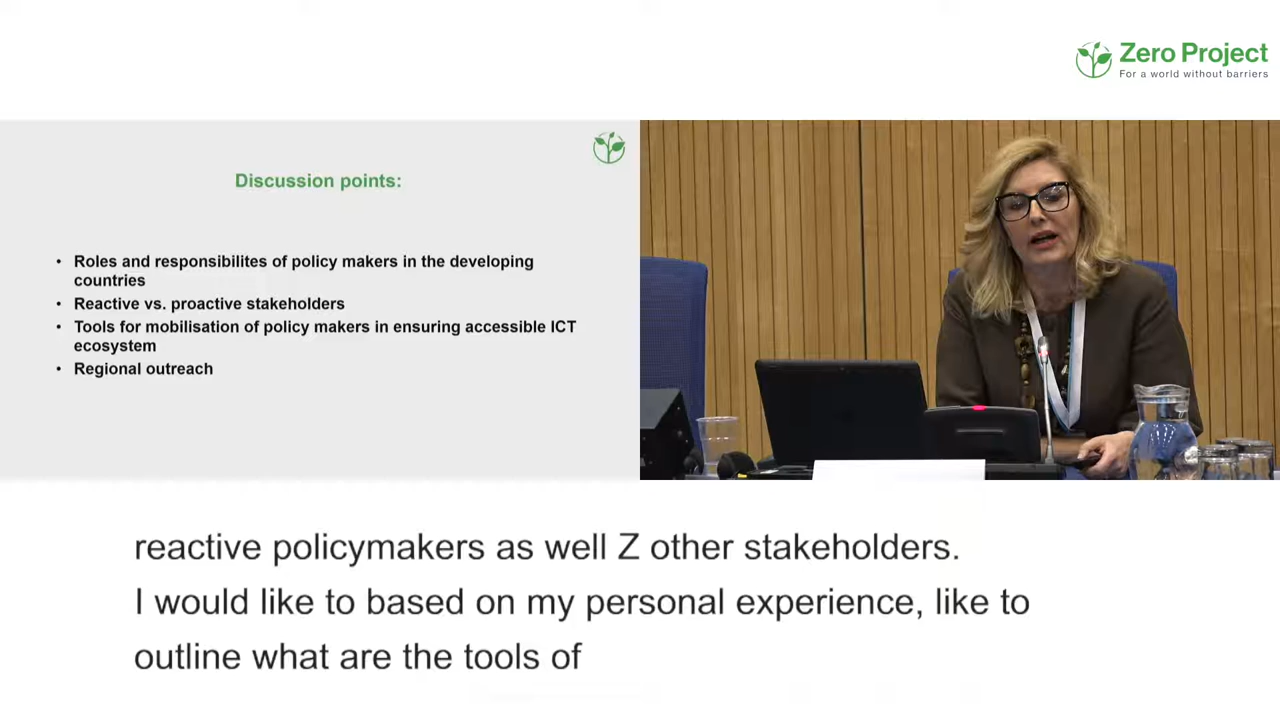 Zero Project
For a world without barriers
Discussion points:
• Roles and responsibilites of policy makers in the developing
countries
• Reactive vs. proactive stakeholders
• Tools for mobilisation of policy makers in ensuring accessible ICT
ecosystem
• Regional outreach
reactive policymakers as well Z other stakeholders.
I would like to based on my personal experience, like to
outline what are the tools of